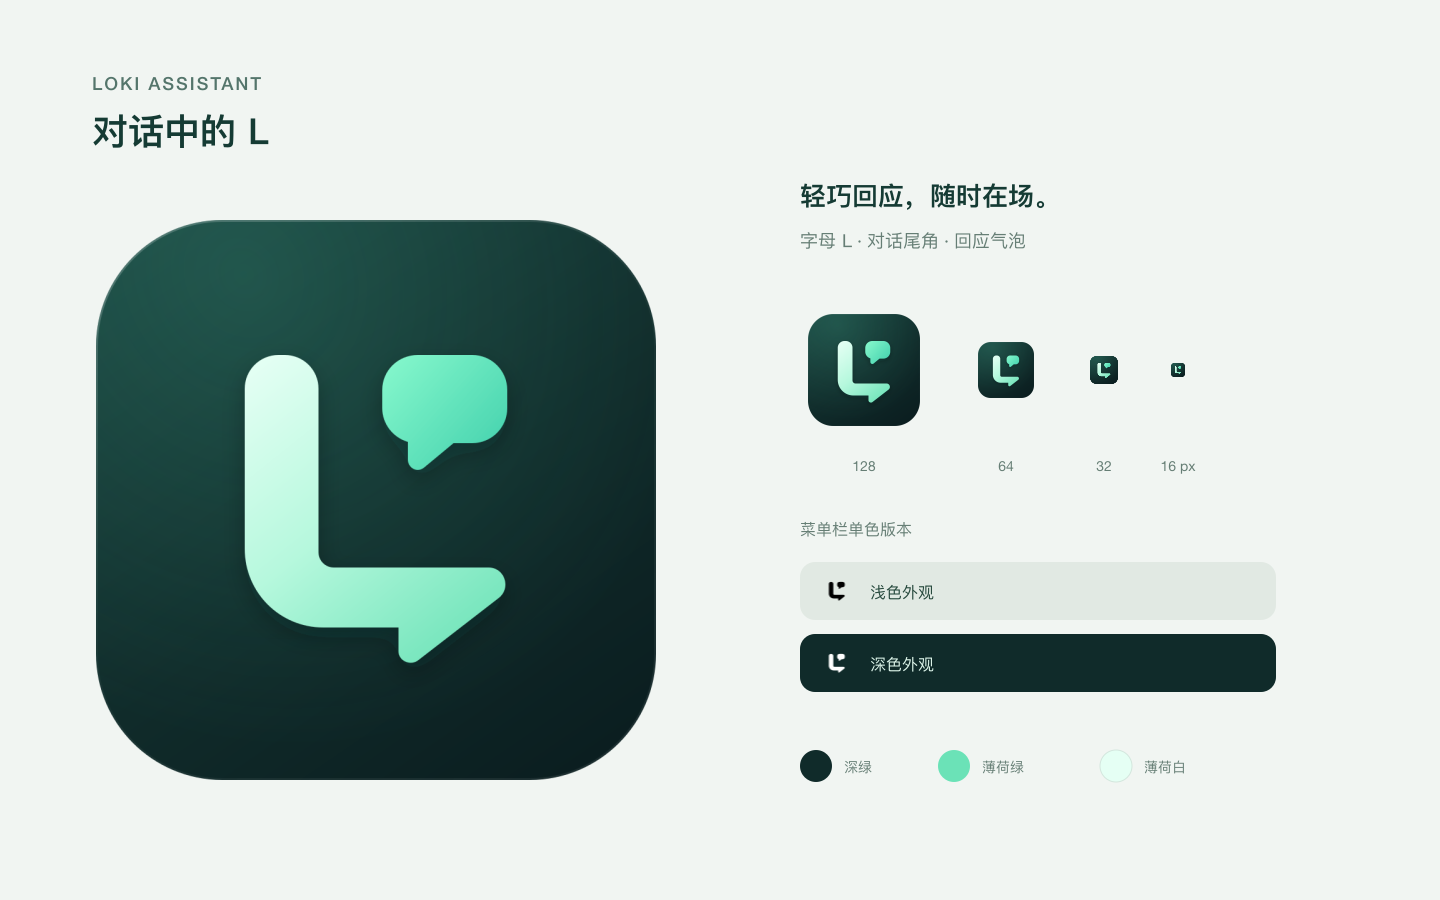 LOKI ASSISTANT
对话中的 L
轻巧回应，随时在场。
字母 L · 对话尾角 · 回应气泡
128
64
32
16 px
菜单栏单色版本
浅色外观
深色外观
深绿
薄荷绿
薄荷白